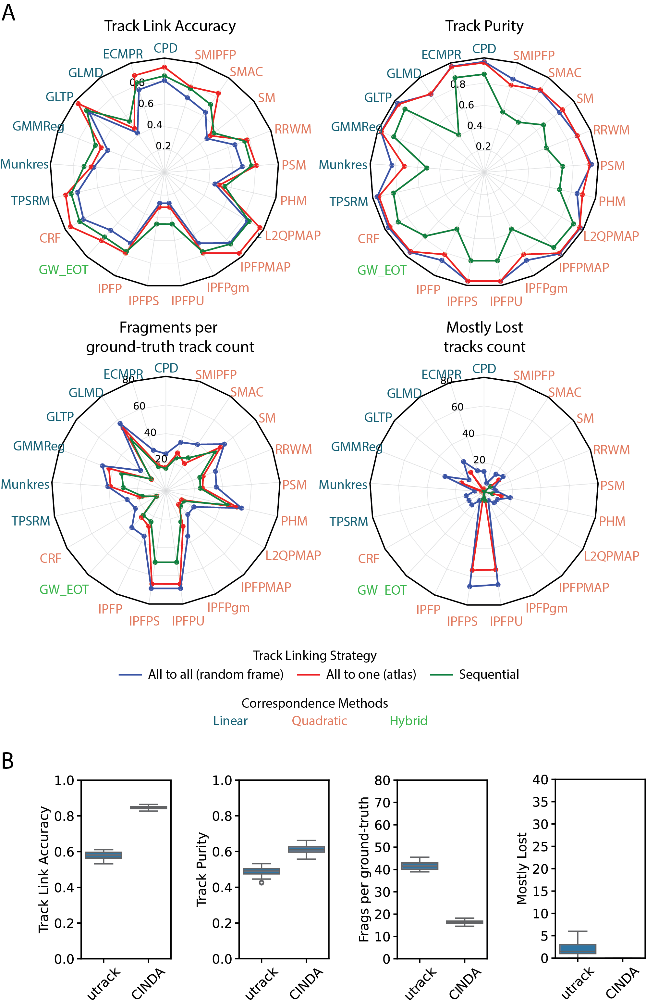 A
Track Link Accuracy
Track Purity
CPD
SMIPFP
SMAC
SM
RRWM
PSM
PHM
L2QPMAP
IPFPMAP
IPFPgm
IPFPU
IPFPS
IPFP
GW_EOT
CRF
TPSRM
Munkres
GMMReg
GLTP
GLMD
ECMPR
0.8
0.6
0.4
0.2
CPD
SMIPFP
SMAC
SM
RRWM
PSM
PHM
L2QPMAP
IPFPMAP
IPFPgm
IPFPU
IPFPS
IPFP
GW_EOT
CRF
TPSRM
Munkres
GMMReg
GLTP
GLMD
ECMPR
0.8
0.6
0.4
0.2
Fragments per
ground-truth track count
Mostly Lost
tracks count
CPD
SMIPFP
SMAC
SM
RRWM
PSM
PHM
L2QPMAP
IPFPMAP
IPFPgm
IPFPU
IPFPS
IPFP
GW_EOT
CRF
TPSRM
Munkres
GMMReg
GLTP
GLMD
ECMPR
80
60
40
20
CPD
SMIPFP
SMAC
SM
RRWM
PSM
PHM
L2QPMAP
IPFPMAP
IPFPgm
IPFPU
IPFPS
IPFP
GW_EOT
CRF
TPSRM
Munkres
GMMReg
GLTP
GLMD
ECMPR
80
60
40
20
Track Linking Strategy
All to all (random frame)
All to one (atlas)
Sequential
Correspondence Methods
Linear
Quadratic
Hybrid
B
Track Link Accuracy
1.0
0.8
0.6
0.4
0.2
0.0
utrack
CINDA
Track Purity
1.0
0.8
0.6
0.4
0.2
0.0
utrack
CINDA
Frags per ground-truth
80
70
60
50
40
30
20
10
0
utrack
CINDA
Mostly Lost
40
35
30
25
20
15
10
5
0
utrack
CINDA